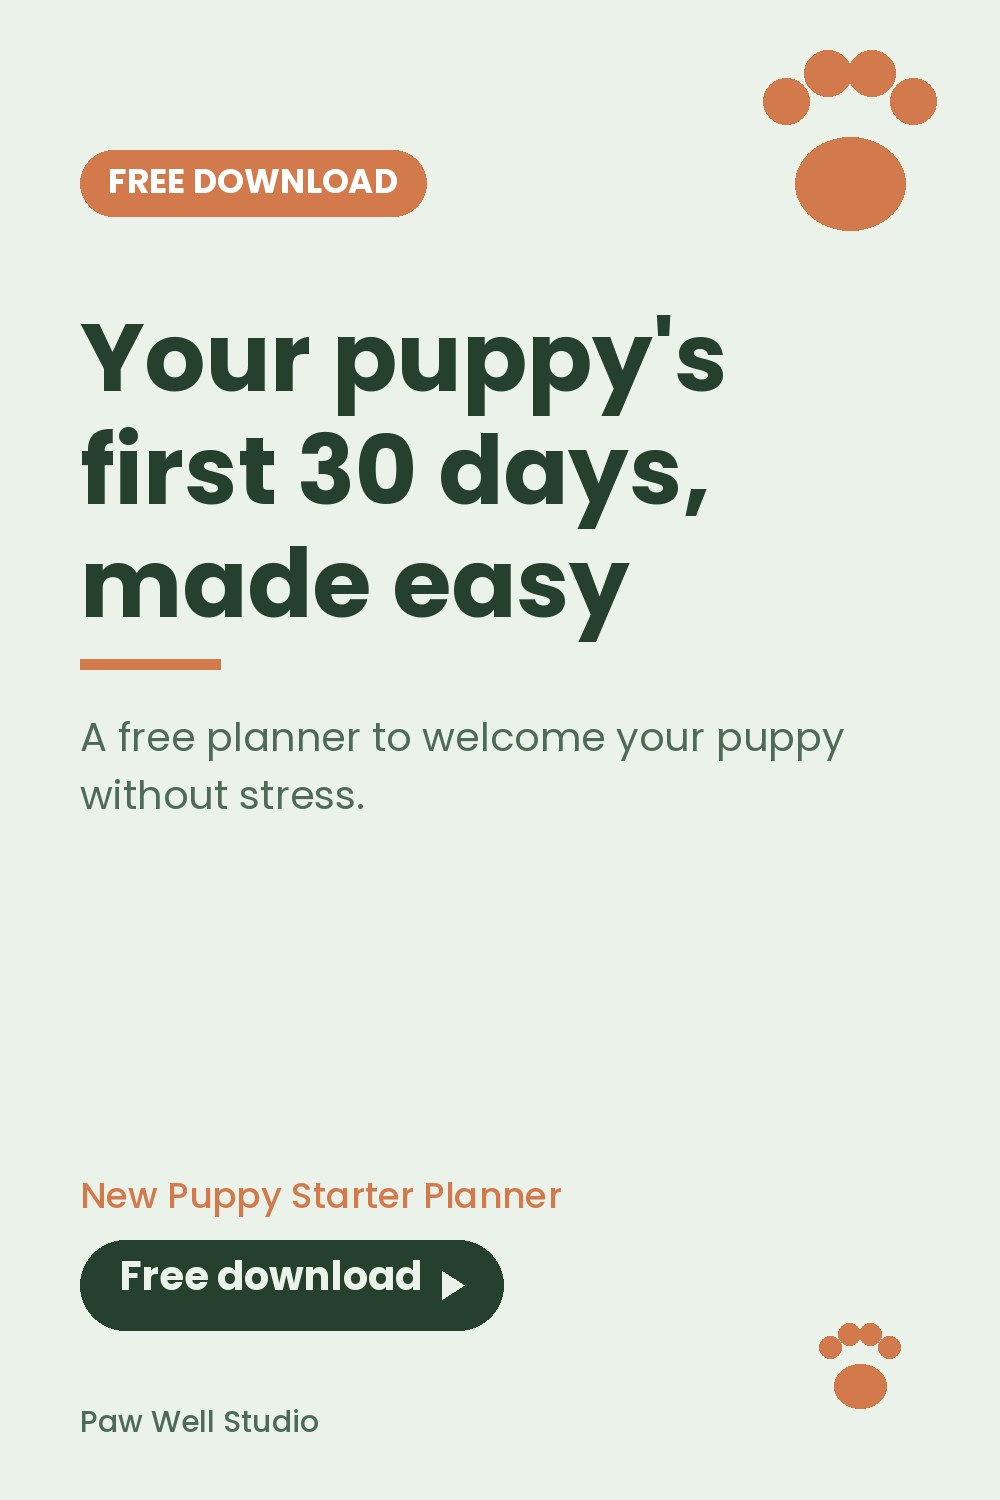 FREE DOWNLOAD
Your puppy's
first 30 days,
made easy
A free planner to welcome your puppy
without stress.
New Puppy Starter Planner
Free download
Paw Well Studio